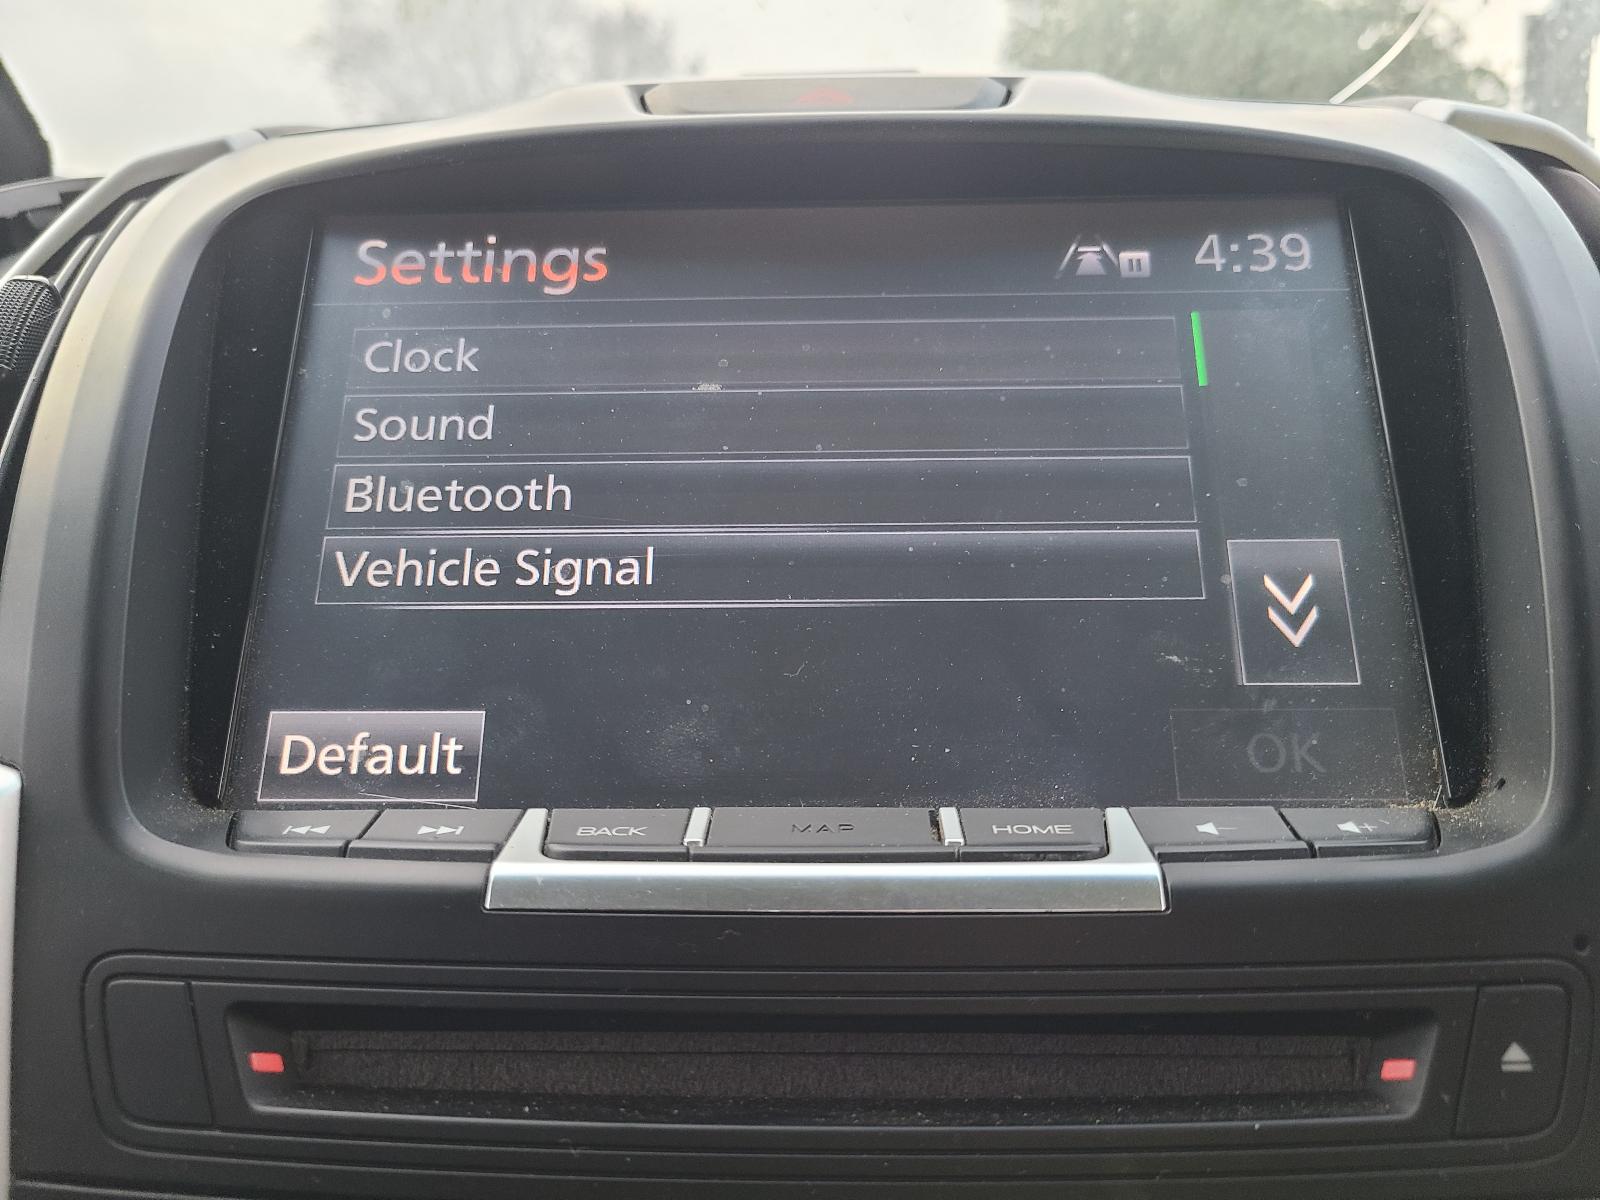 Settings
4:39
Clock
Sound
Bluetooth
Vehicle Signal
Default
OK
BACK
MAP
HOME